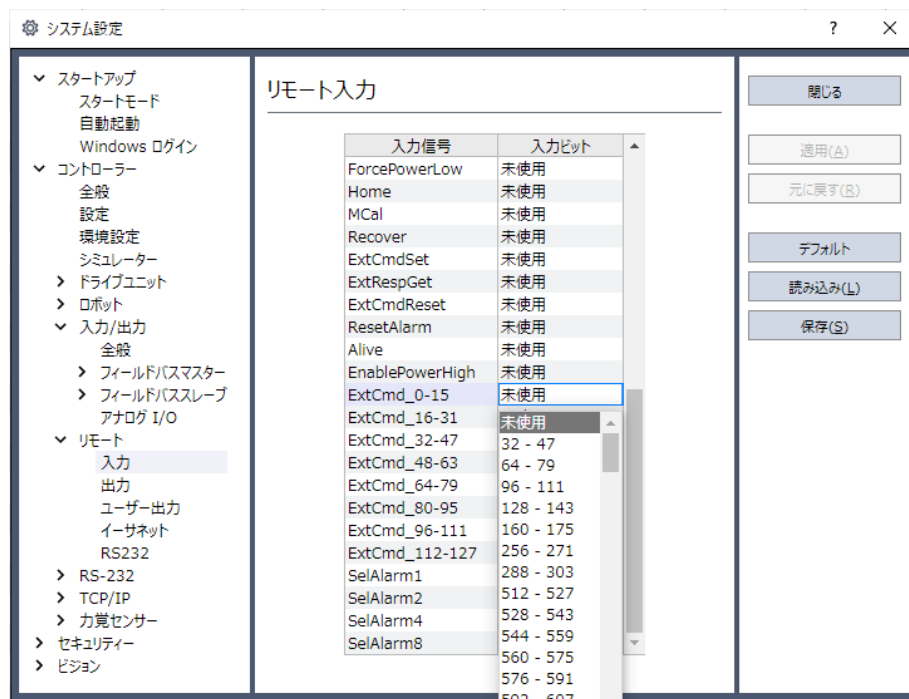 システム設定
?
×
スタートアップ
スタートモード
自動起動
Windows ログイン
コントローラー
全般
設定
環境設定
シミュレーター
ドライブユニット
ロボット
入力/出力
全般
フィールドバスマスター
フィールドバススレーブ
アナログ I/O
リモート
入力
出力
ユーザー出力
イーサネット
RS232
RS-232
TCP/IP
力覚センサー
セキュリティー
ビジョン
リモート入力
入力信号 入力ビット
ForcePowerLow 未使用
Home 未使用
MCal 未使用
Recover 未使用
ExtCmdSet 未使用
ExtRespGet 未使用
ExtCmdReset 未使用
ResetAlarm 未使用
Alive 未使用
EnablePowerHigh 未使用
ExtCmd_0-15 未使用
ExtCmd_16-31
ExtCmd_32-47
ExtCmd_48-63
ExtCmd_64-79
ExtCmd_80-95
ExtCmd_96-111
ExtCmd_112-127
SelAlarm1
SelAlarm2
SelAlarm4
SelAlarm8
未使用
32 - 47
64 - 79
96 - 111
128 - 143
160 - 175
256 - 271
288 - 303
512 - 527
528 - 543
544 - 559
560 - 575
576 - 591
閉じる
適用(A)
元に戻す(R)
デフォルト
読み込み(L)
保存(S)